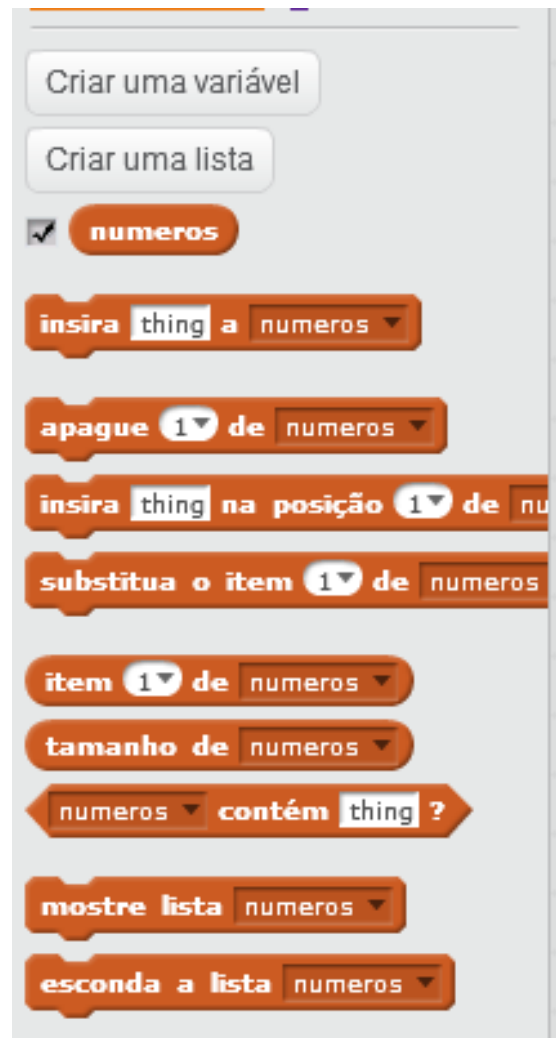 Criar uma variável
Criar uma lista
numeros
insira thing a numeros
apague 1 de numeros
insira thing na posição 1 de nu
substitua o item 1 de numeros
item 1 de numeros
tamanho de numeros
numeros contém thing ?
mostre lista numeros
esconda a lista numeros